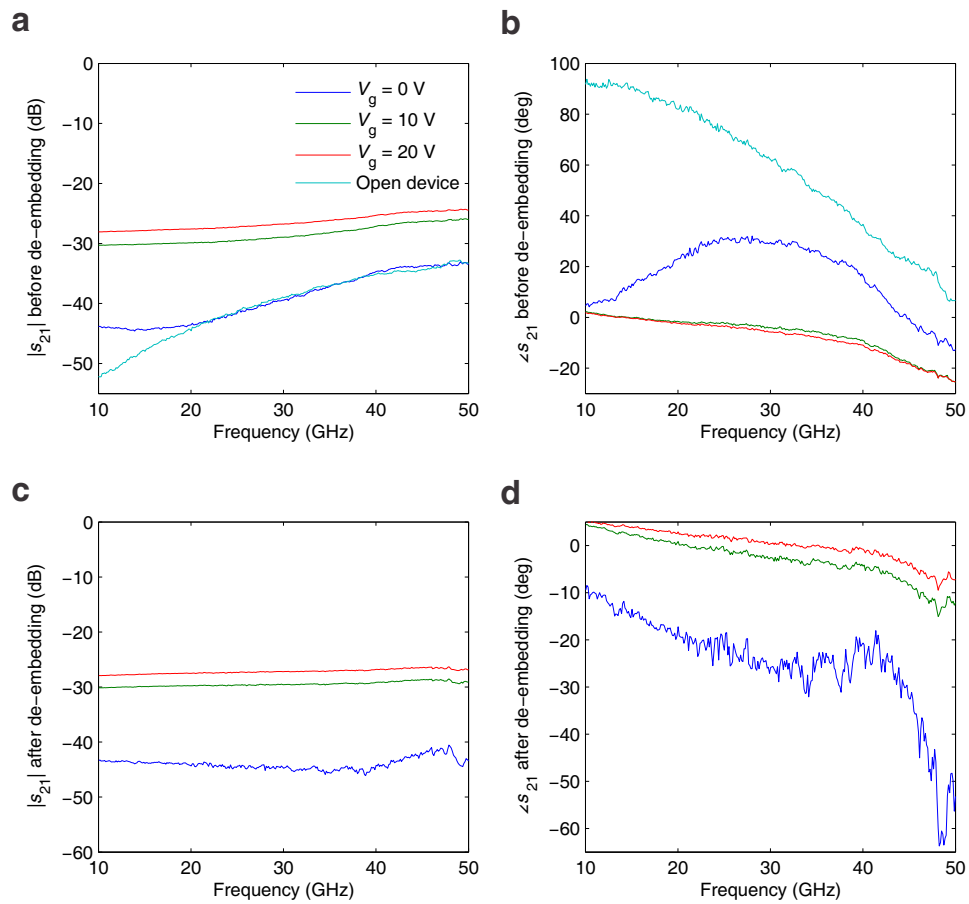 a
|s21| before de−embedding (dB)
0
−10
−20
−30
−40
−50
10 20 30 40 50
Frequency (GHz)
Vg = 0 V
Vg = 10 V
Vg = 20 V
Open device
b
∠s21 before de−embedding (deg)
100
80
60
40
20
0
−20
10 20 30 40 50
Frequency (GHz)
c
|s21| after de−embedding (dB)
0
−10
−20
−30
−40
−50
−60
10 20 30 40 50
Frequency (GHz)
d
∠s21 after de−embedding (deg)
0
−10
−20
−30
−40
−50
−60
10 20 30 40 50
Frequency (GHz)